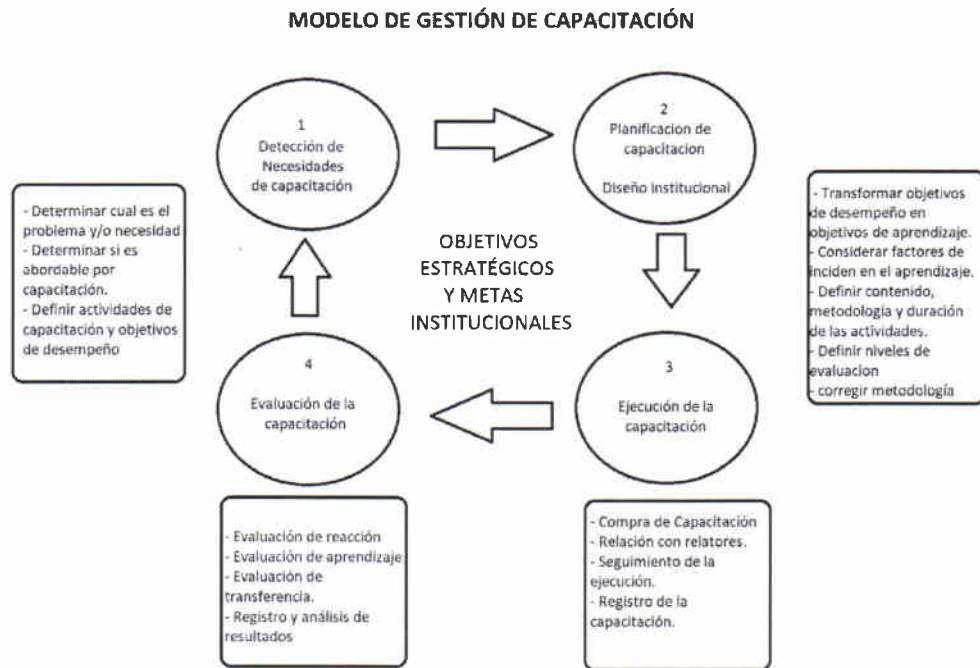 MODELO DE GESTIÓN DE CAPACITACIÓN
1
Detección de
Necesidades
de capacitación
2
Planificacion de
capacitacion
Diseño institucional
- Determinar cual es el
problema y/o necesidad
- Determinar si es
abordable por
capacitación.
- Definir actividades de
capacitación y objetivos
de desempeño
OBJETIVOS
ESTRATÉGICOS
Y METAS
INSTITUCIONALES
- Transformar objetivos
de desempeño en
objetivos de aprendizaje.
- Considerar factores de
inciden en el aprendizaje.
- Definir contenido,
metodología y duración
de las actividades.
- Definir niveles de
evaluacion
- corregir metodología
4
Evaluación de la
capacitación
3
Ejecución de la
capacitación
- Evaluación de reacción
- Evaluación de aprendizaje
- Evaluación de
transferencia.
- Registro y análisis de
resultados
- Compra de Capacitación
- Relación con relatores.
- Seguimiento de la
ejecución.
- Registro de la
capacitación.